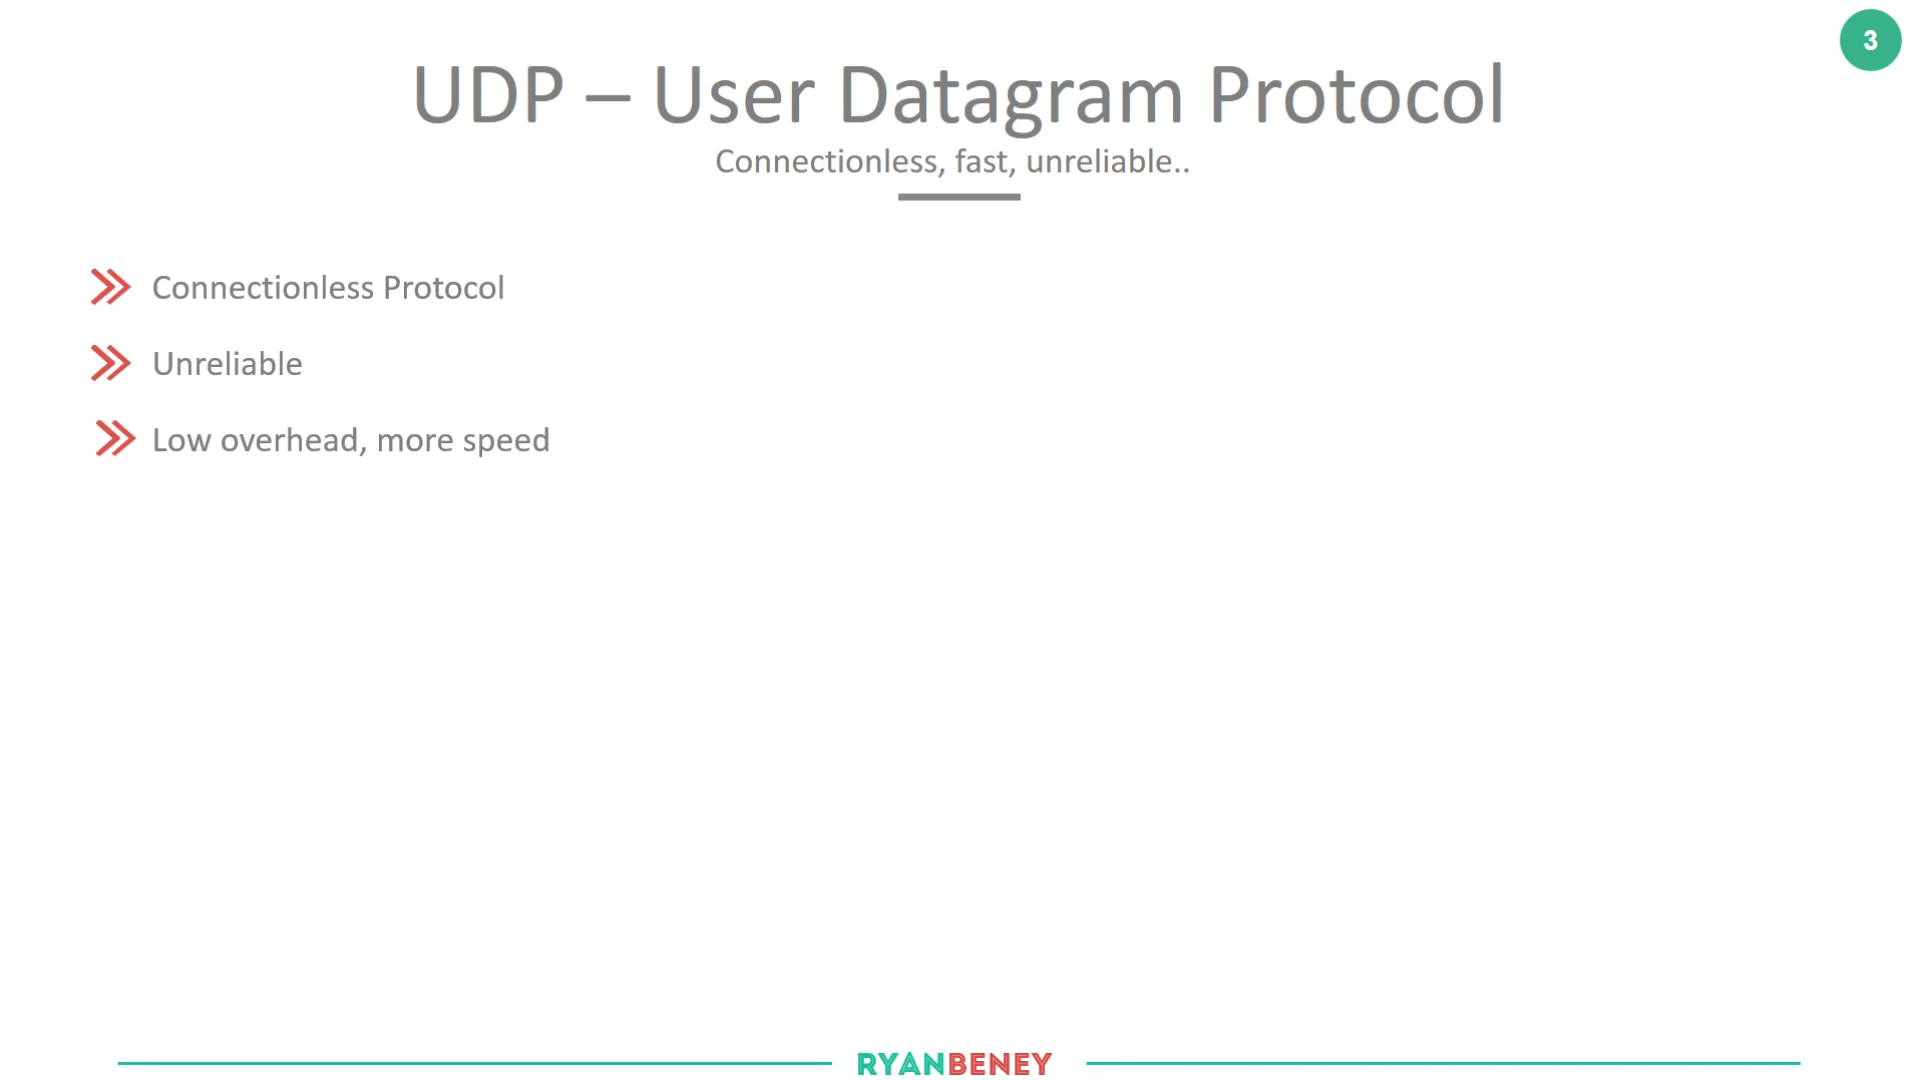 3
UDP – User Datagram Protocol
Connectionless, fast, unreliable..
Connectionless Protocol
Unreliable
Low overhead, more speed
RYANBENEY